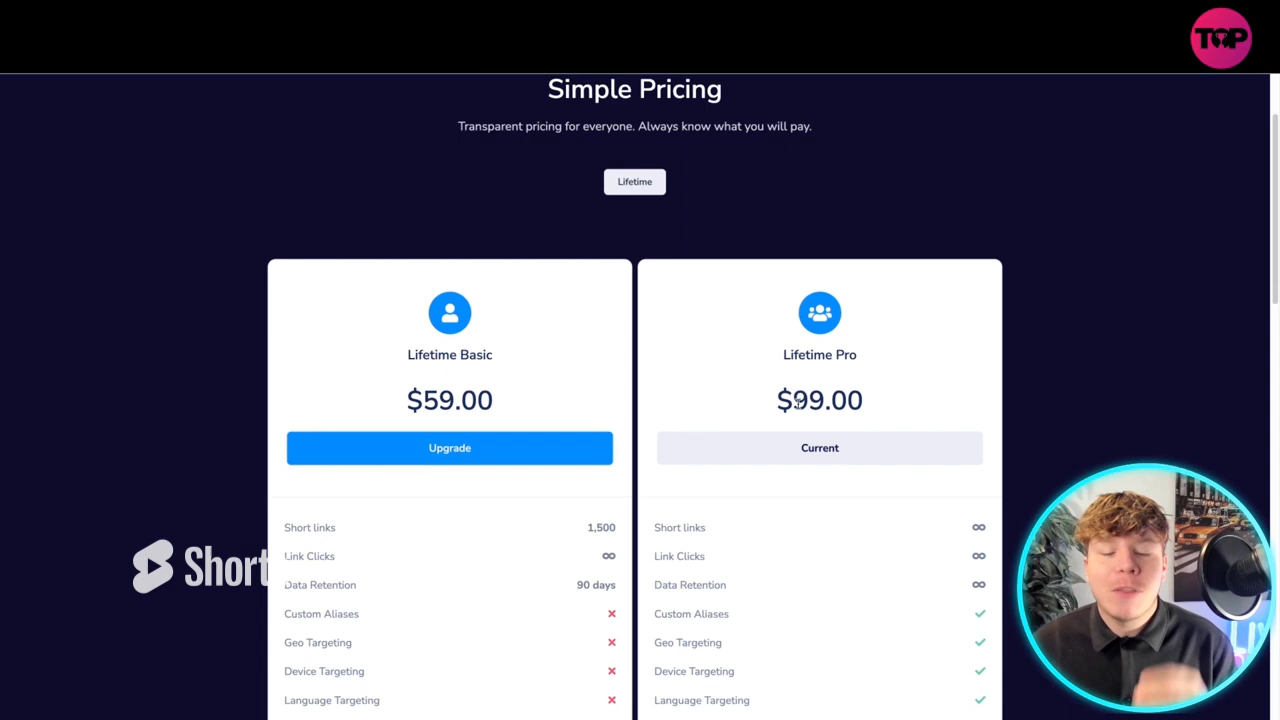 TOP
Simple Pricing
Transparent pricing for everyone. Always know what you will pay.
Lifetime
Lifetime Basic
$59.00
Upgrade
Short links 1,500
Link Clicks ∞
Data Retention 90 days
Custom Aliases ×
Geo Targeting ×
Device Targeting ×
Language Targeting ×
Lifetime Pro
$99.00
Current
Short links ∞
Link Clicks ∞
Data Retention ∞
Custom Aliases ✓
Geo Targeting ✓
Device Targeting ✓
Language Targeting ✓
Short